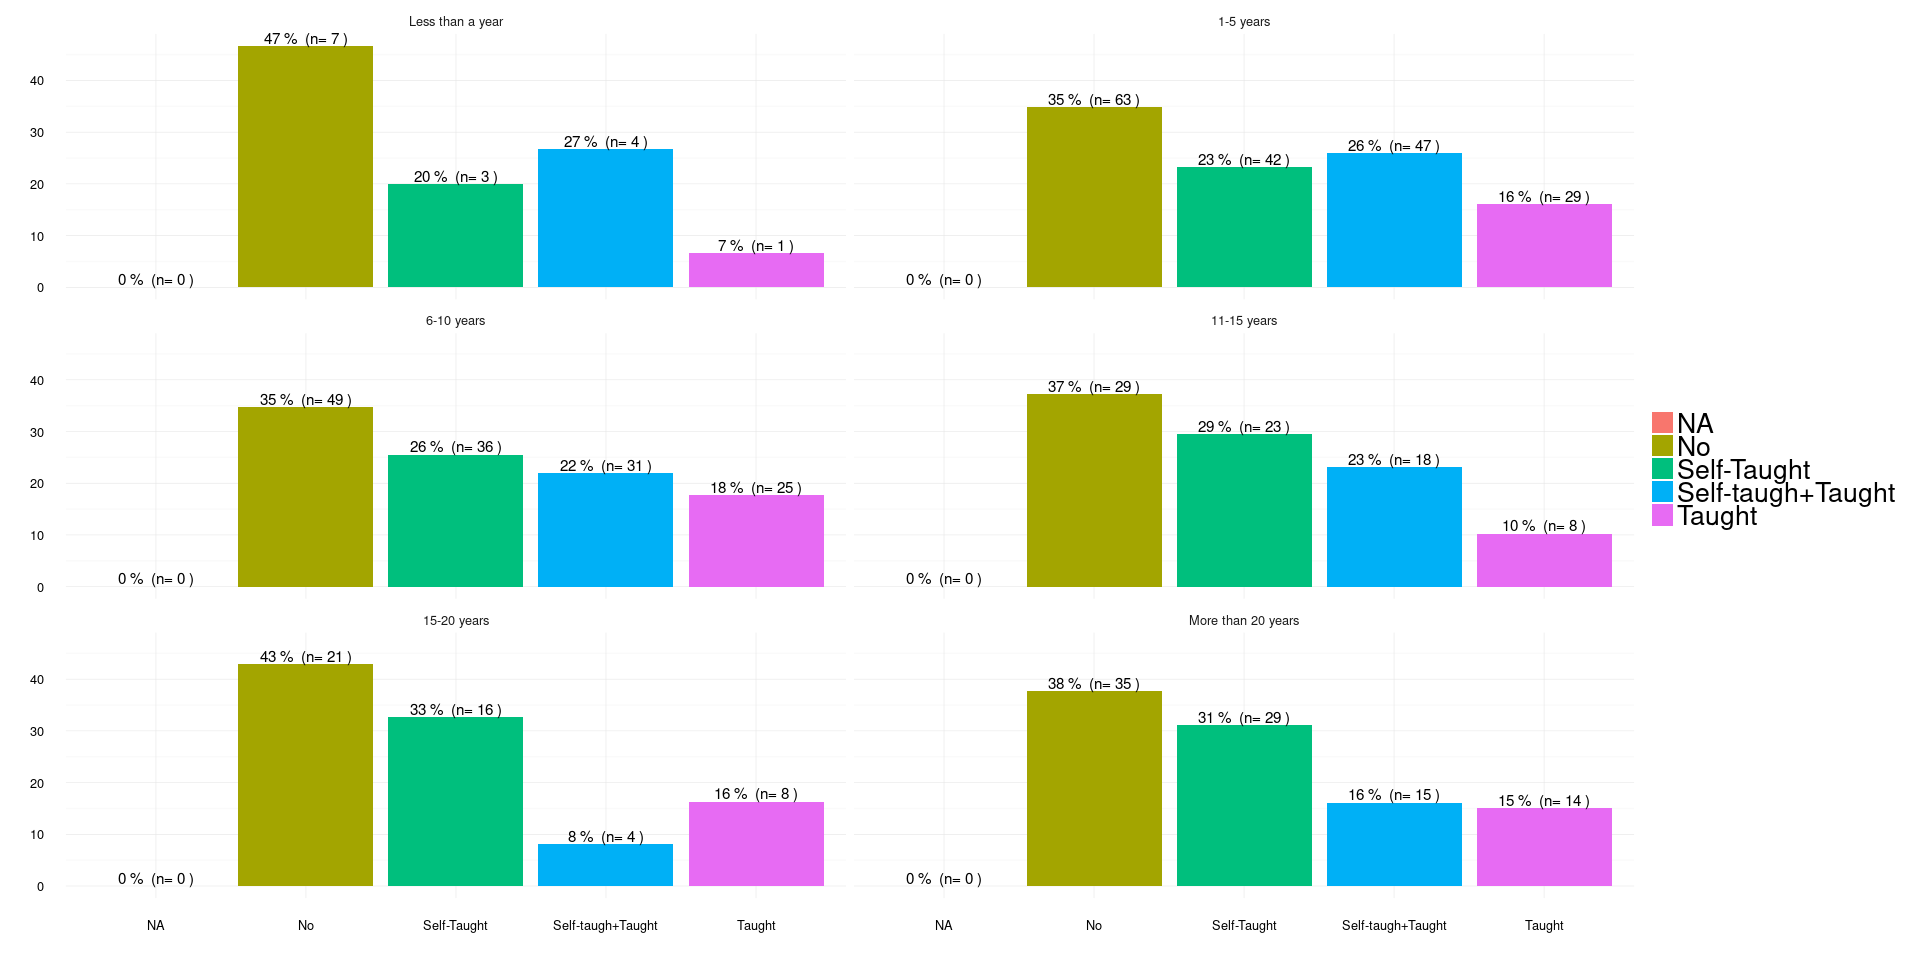 Less than a year
1-5 years
40
30
20
10
0
0 % (n= 0 )
47 % (n= 7 )
20 % (n= 3 )
27 % (n= 4 )
7 % (n= 1 )
0 % (n= 0 )
35 % (n= 63 )
23 % (n= 42 )
26 % (n= 47 )
16 % (n= 29 )
6-10 years
11-15 years
40
30
20
10
0
0 % (n= 0 )
35 % (n= 49 )
26 % (n= 36 )
22 % (n= 31 )
18 % (n= 25 )
0 % (n= 0 )
37 % (n= 29 )
29 % (n= 23 )
23 % (n= 18 )
10 % (n= 8 )
15-20 years
More than 20 years
40
30
20
10
0
0 % (n= 0 )
43 % (n= 21 )
33 % (n= 16 )
8 % (n= 4 )
16 % (n= 8 )
0 % (n= 0 )
38 % (n= 35 )
31 % (n= 29 )
16 % (n= 15 )
15 % (n= 14 )
NA
No
Self-Taught
Self-taugh+Taught
Taught
NA
No
Self-Taught
Self-taugh+Taught
Taught
NA
No
Self-Taught
Self-taugh+Taught
Taught